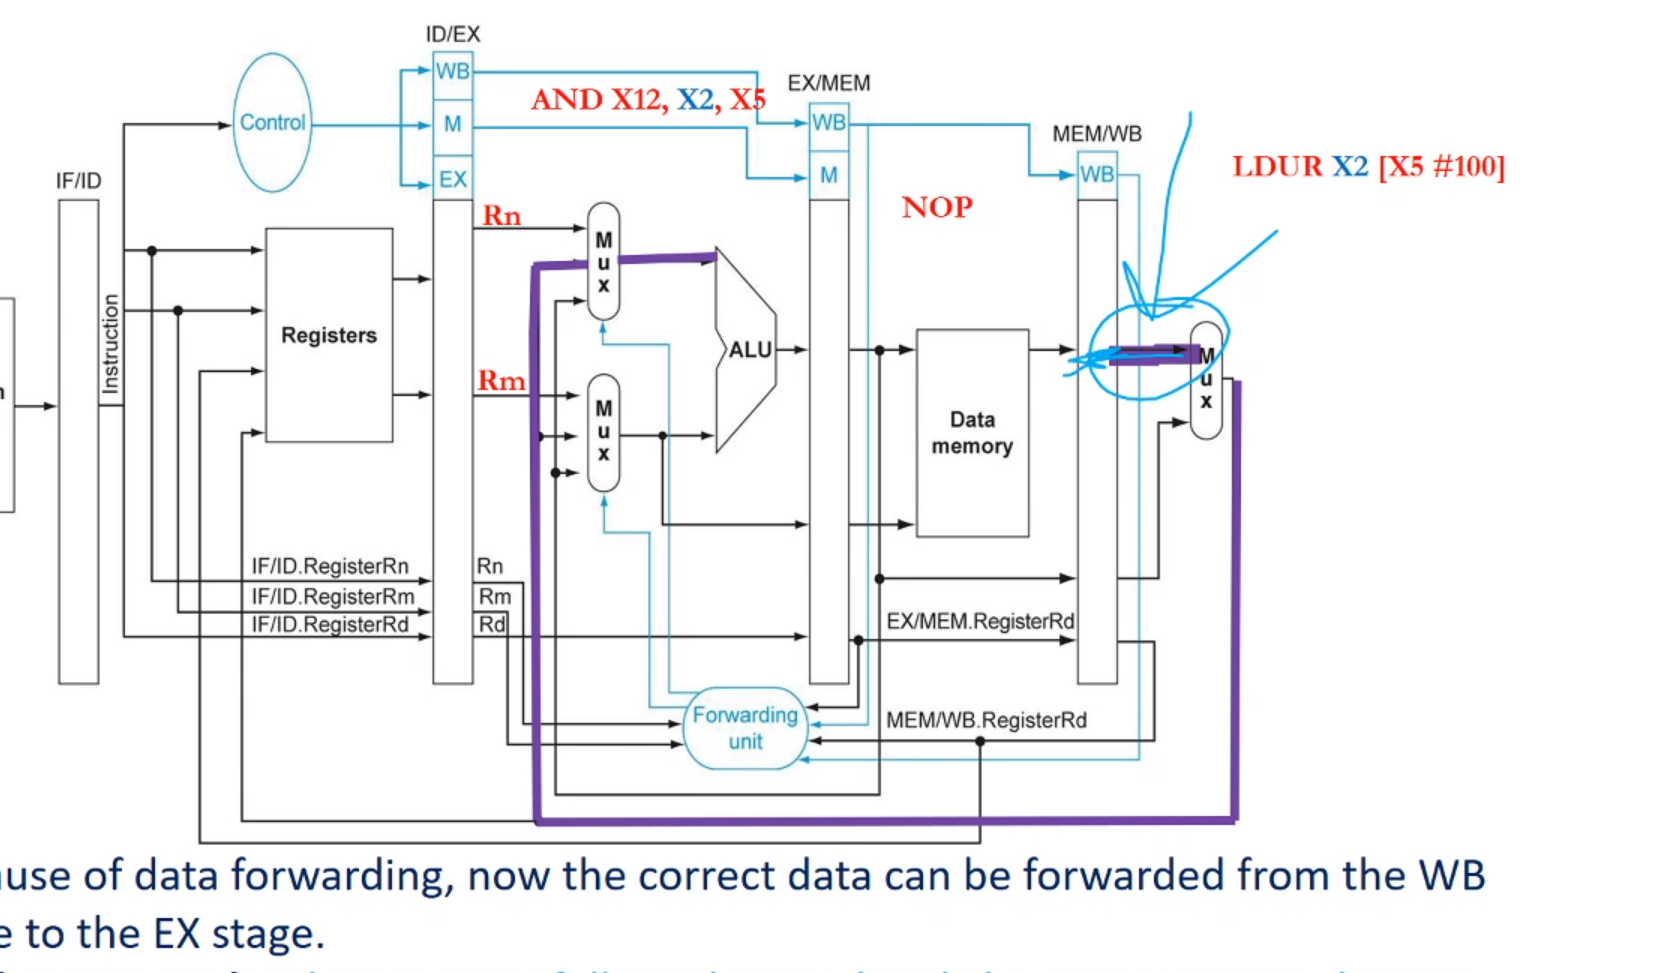 ID/EX
WB
M
EX
AND X12, X2, X5
EX/MEM
WB
M
MEM/WB
WB
LDUR X2 [X5 #100]
Control
IF/ID
NOP
Rn
Mux
Instruction
Registers
ALU
Mux
Rm
Mux
Data
memory
IF/ID.RegisterRn
Rn
IF/ID.RegisterRm
Rm
IF/ID.RegisterRd
Rd
EX/MEM.RegisterRd
Forwarding
unit
MEM/WB.RegisterRd
of data forwarding, now the correct data can be forwarded from the WB
to the EX stage.